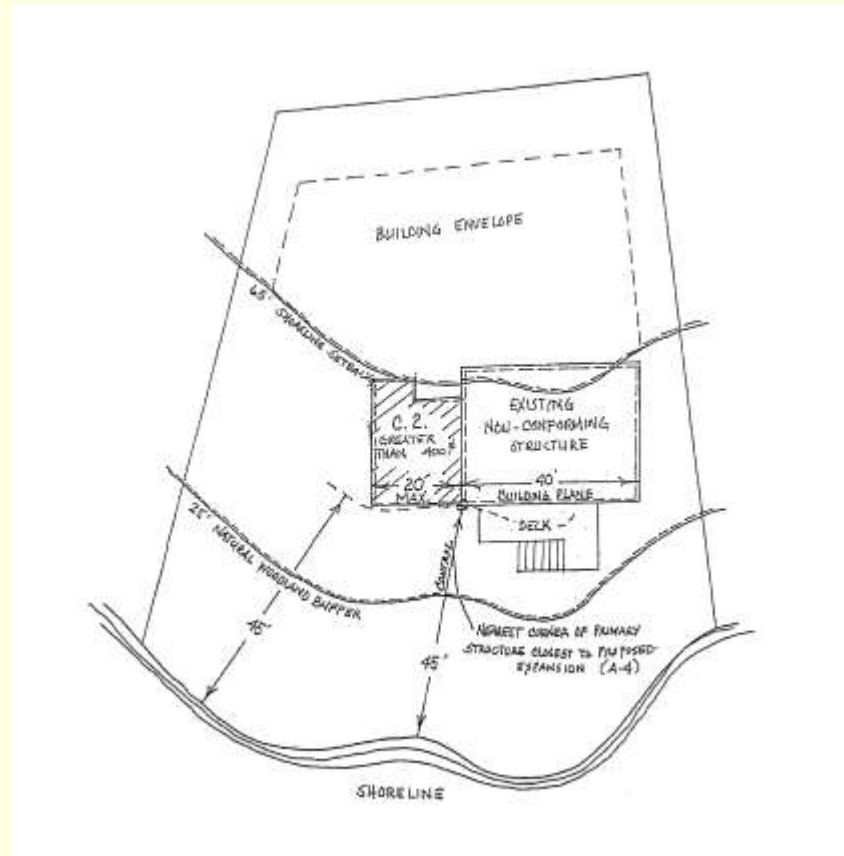 BUILDING ENVELOPE
65' SHORELINE SETBACK
EXISTING
NON-CONFORMING
STRUCTURE
C. 2.
GREATER
THAN 400
20'
MAX
40'
BUILDING PLANE
DECK
25' NATURAL WOODLAND BUFFER
CONTROL
45'
45'
NEAREST CORNER OF PRIMARY
STRUCTURE CLOSEST TO PROPOSED
EXPANSION (A-4)
SHORELINE